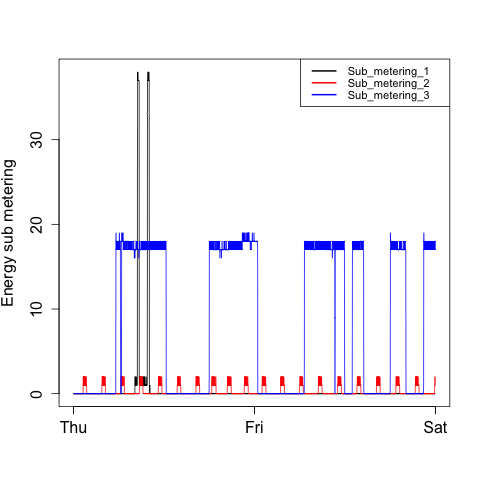 Sub_metering_1
Sub_metering_2
Sub_metering_3
Energy sub metering
30
20
10
0
Thu Fri Sat